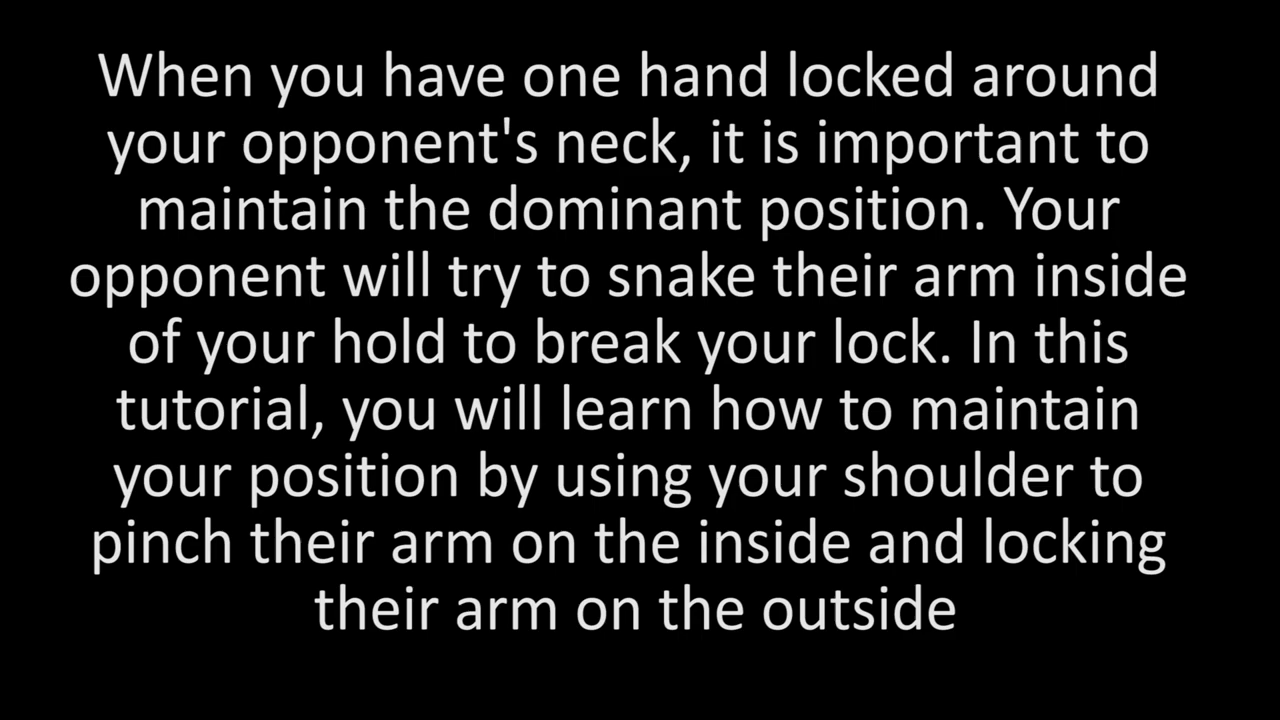 When you have one hand locked around
your opponent's neck, it is important to
maintain the dominant position. Your
opponent will try to snake their arm inside
of your hold to break your lock. In this
tutorial, you will learn how to maintain
your position by using your shoulder to
pinch their arm on the inside and locking
their arm on the outside